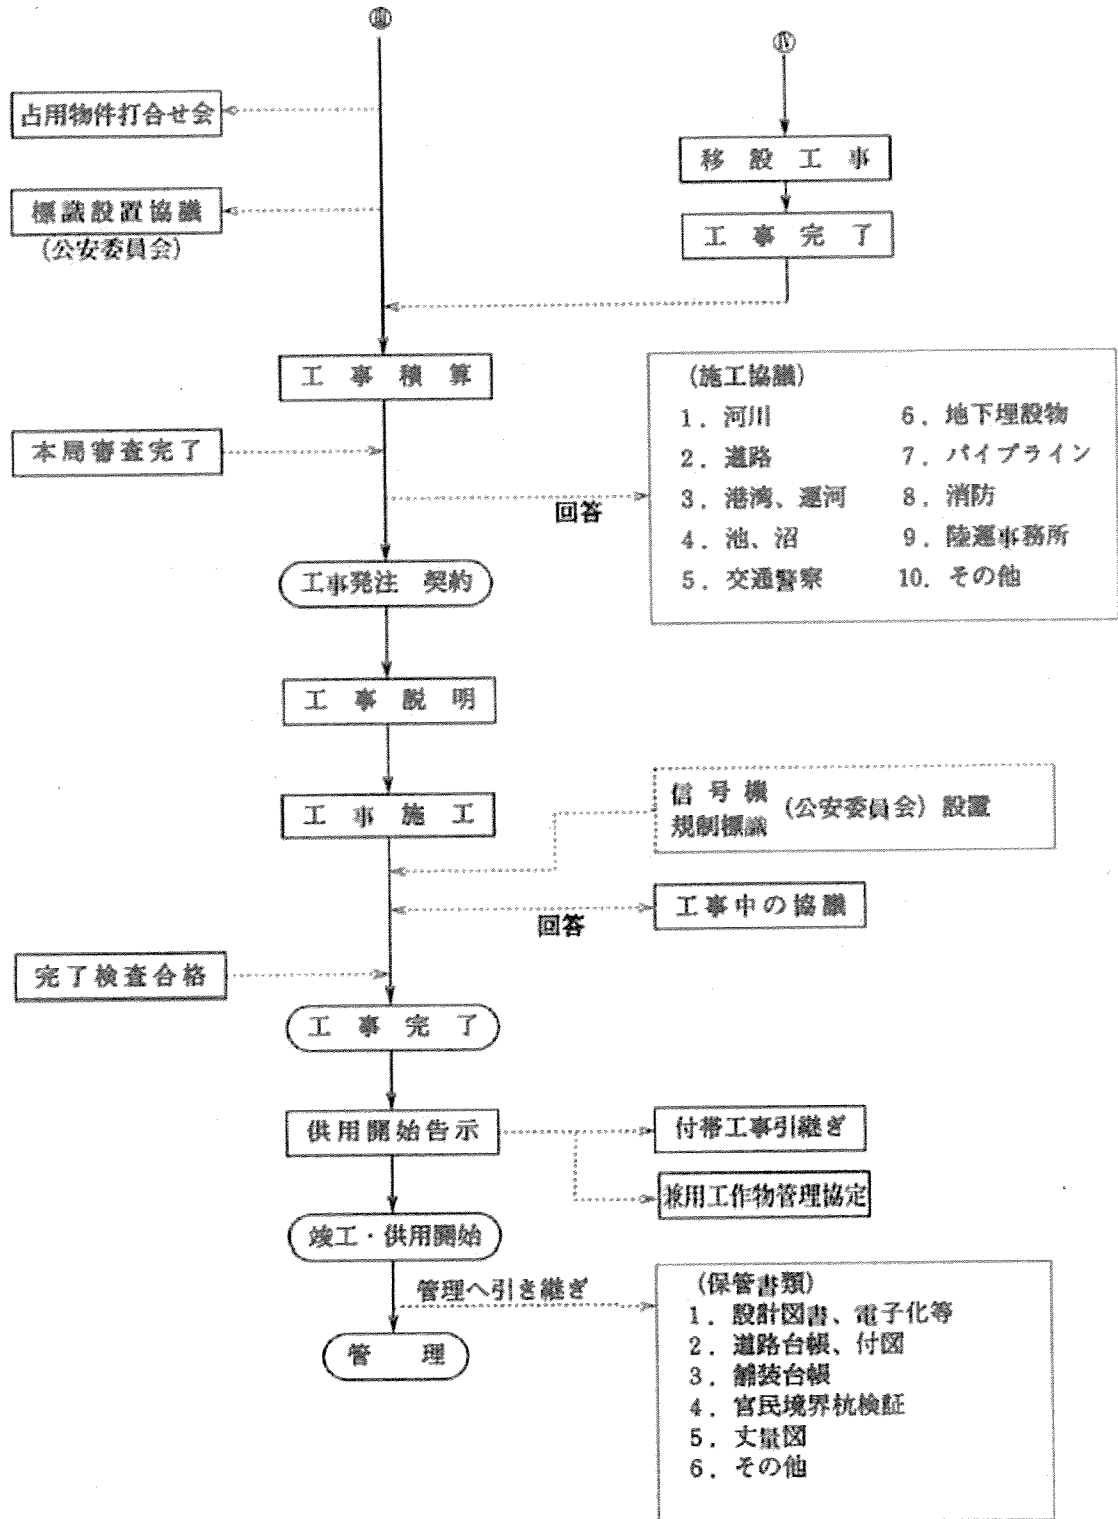 Ⅲ
Ⅳ
占用物件打合せ会
移設工事
標識設置協議
(公安委員会)
工事完了
工事積算
(施工協議)
1. 河川
2. 道路
3. 港湾、運河
4. 池、沼
5. 交通警察
6. 地下埋設物
7. パイプライン
8. 消防
9. 陸運事務所
10. その他
本局審査完了
回答
工事発注 契約
工事説明
工事施工
信号機
規制標識
(公安委員会) 設置
工事中の協議
回答
完了検査合格
工事完了
供用開始告示
付帯工事引継ぎ
兼用工作物管理協定
竣工・供用開始
管理へ引き継ぎ
管理
(保管書類)
1. 設計図書、電子化等
2. 道路台帳、付図
3. 舗装台帳
4. 官民境界杭検証
5. 丈量図
6. その他